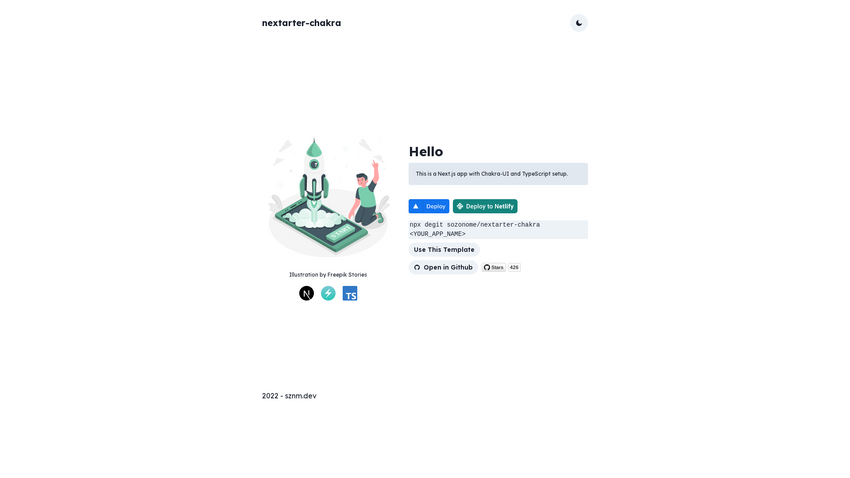 nextarter-chakra
START
Illustration by Freepik Stories
N
TS
Hello
This is a Next.js app with Chakra-UI and TypeScript setup.
Deploy
Deploy to Netlify
npx degit sozonome/nextarter-chakra
<YOUR_APP_NAME>
Use This Template
Open in Github
Stars
426
2022 - sznm.dev